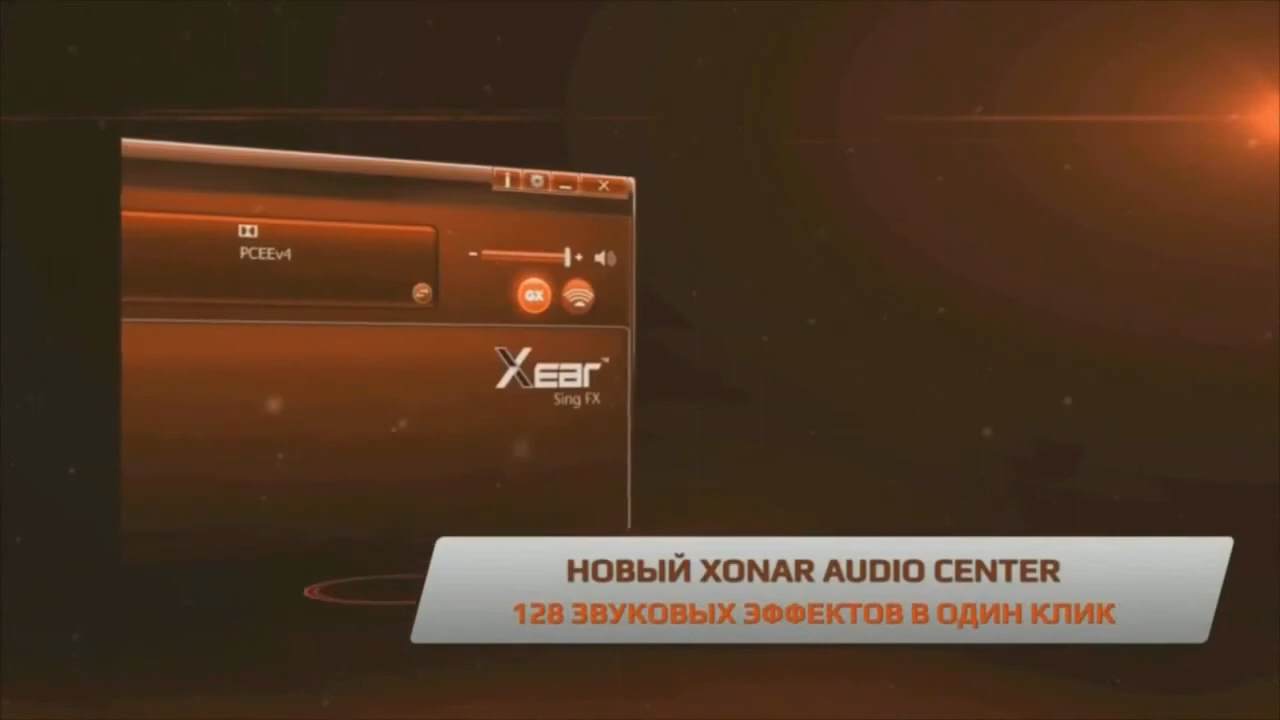 PCEEv4
GX
Xear™
Sing FX
НОВЫЙ XONAR AUDIO CENTER
128 ЗВУКОВЫХ ЭФФЕКТОВ В ОДИН КЛИК